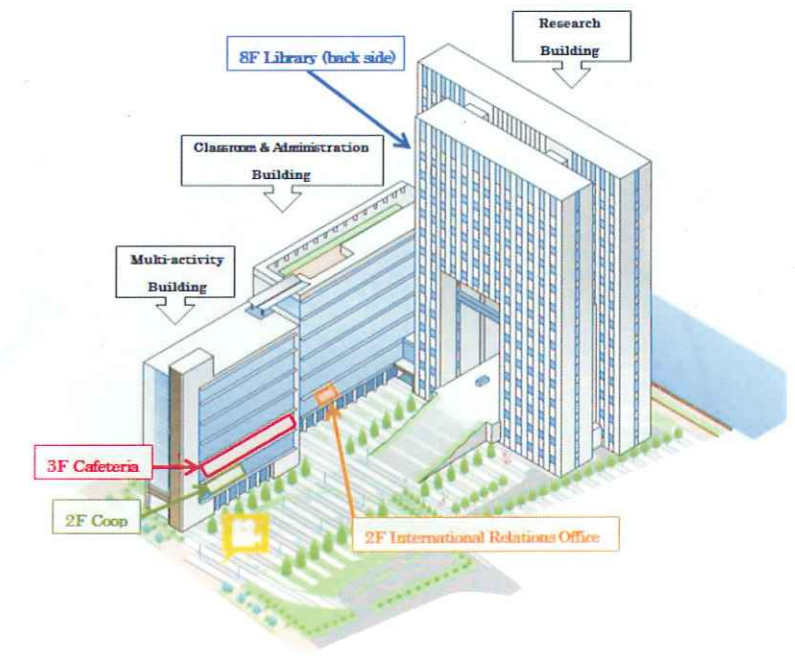 Research
Building
8F Library (back side)
Classroom & Administration
Building
Multi-activity
Building
3F Cafeteria
2F Coop
2F International Relations Office